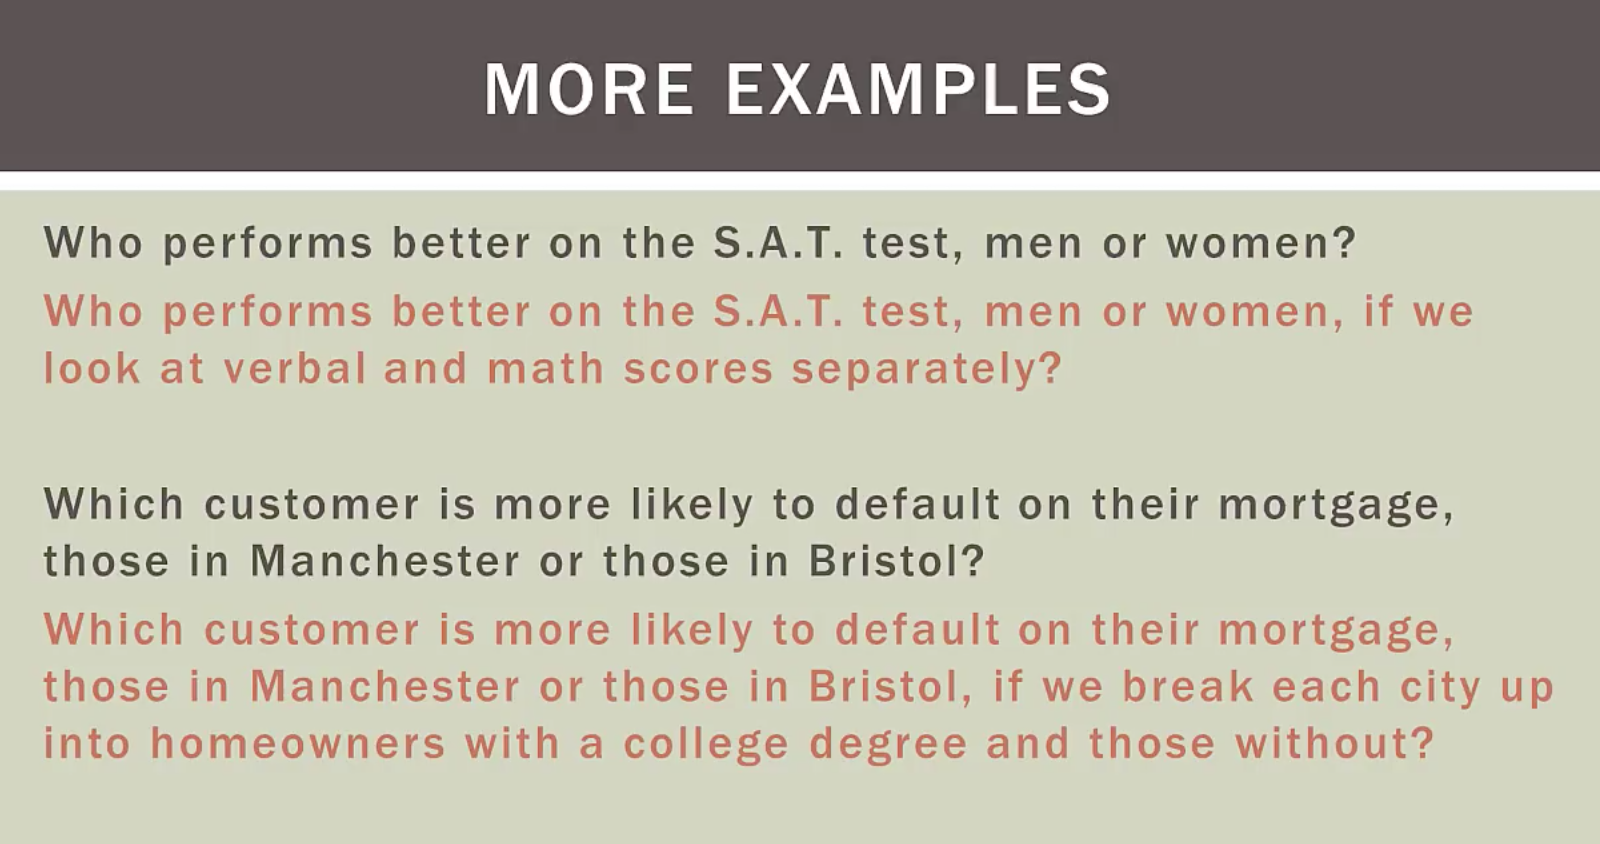 MORE EXAMPLES
Who performs better on the S.A.T. test, men or women?
Who performs better on the S.A.T. test, men or women, if we
look at verbal and math scores separately?
Which customer is more likely to default on their mortgage,
those in Manchester or those in Bristol?
Which customer is more likely to default on their mortgage,
those in Manchester or those in Bristol, if we break each city up
into homeowners with a college degree and those without?